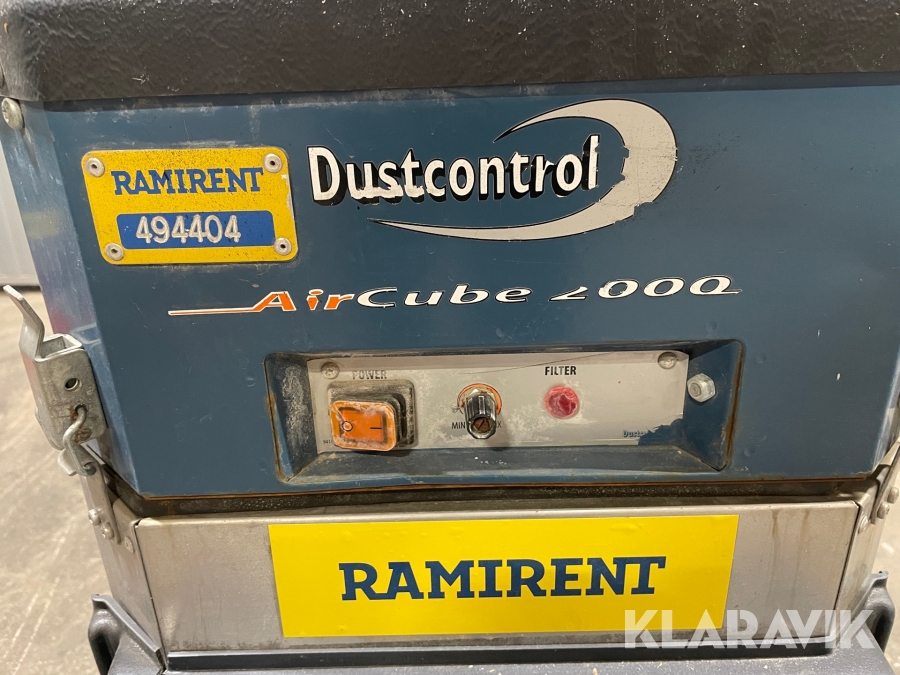 RAMIRENT
494404
Dustcontrol
AirCube 2000
POWER
FILTER
MIN
RAMIRENT
KLARAVIK